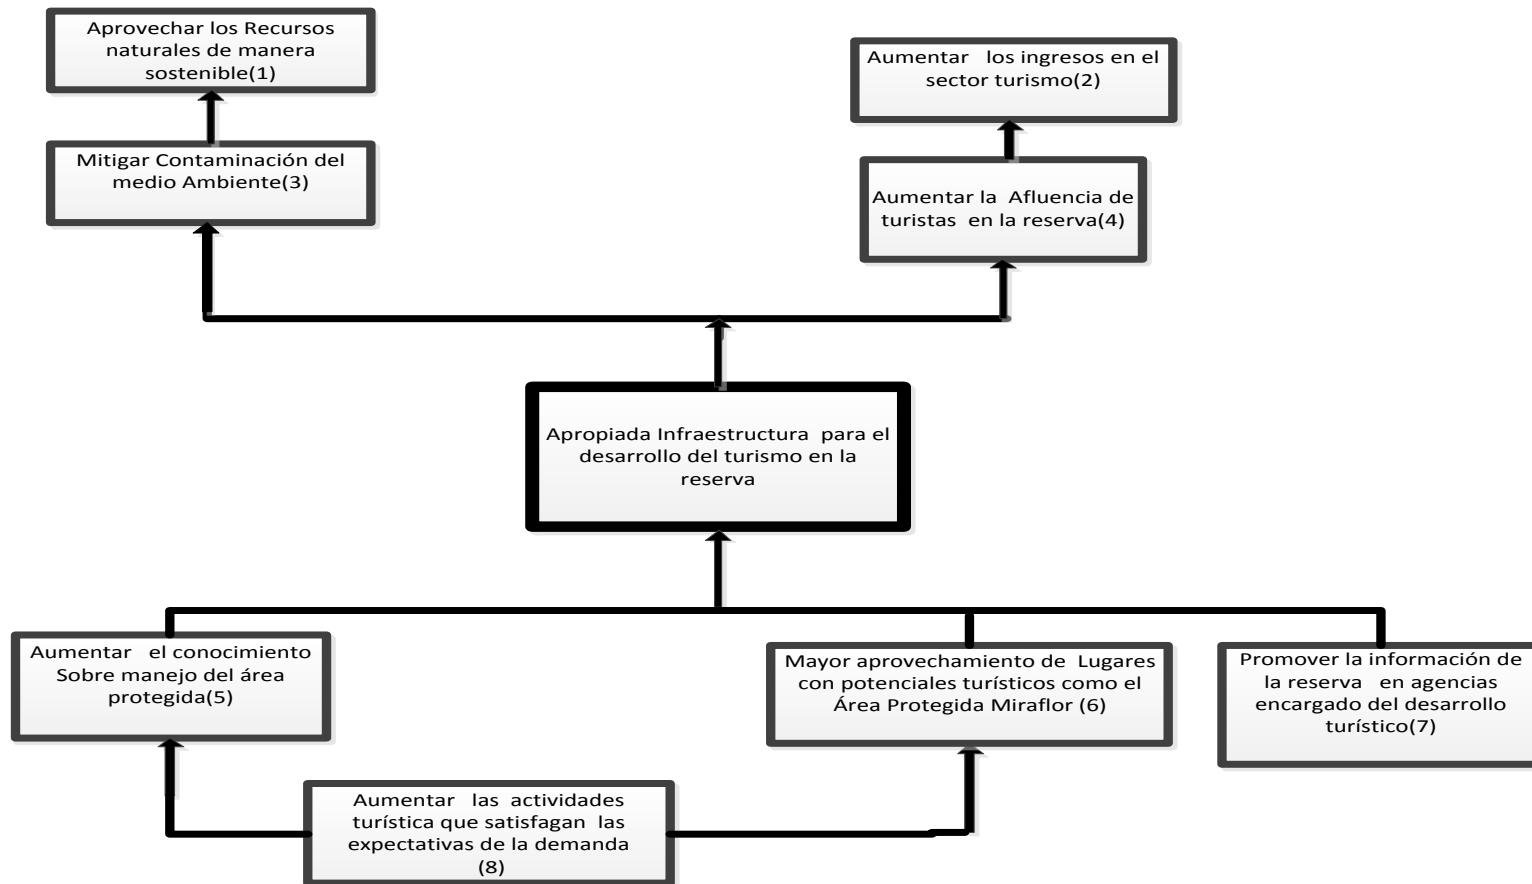 Aprovechar los Recursos
naturales de manera
sostenible(1)
Aumentar los ingresos en el
sector turismo(2)
Mitigar Contaminación del
medio Ambiente(3)
Aumentar la Afluencia de
turistas en la reserva(4)
Apropiada Infraestructura para el
desarrollo del turismo en la
reserva
Aumentar el conocimiento
Sobre manejo del área
protegida(5)
Mayor aprovechamiento de Lugares
con potenciales turísticos como el
Área Protegida Miraflor (6)
Promover la información de
la reserva en agencias
encargado del desarrollo
turístico(7)
Aumentar las actividades
turística que satisfagan las
expectativas de la demanda
(8)